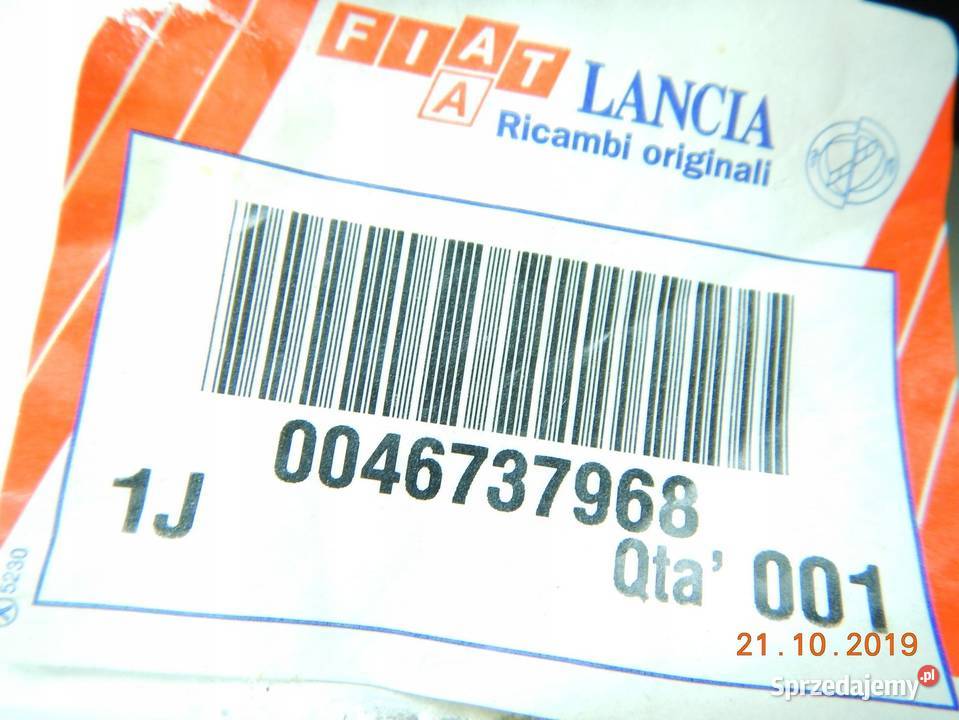 FIAT
A
LANCIA
Ricambi originali
0046737968
1J
Qta' 001
5230
21.10.2019
Sprzedajemy.pl